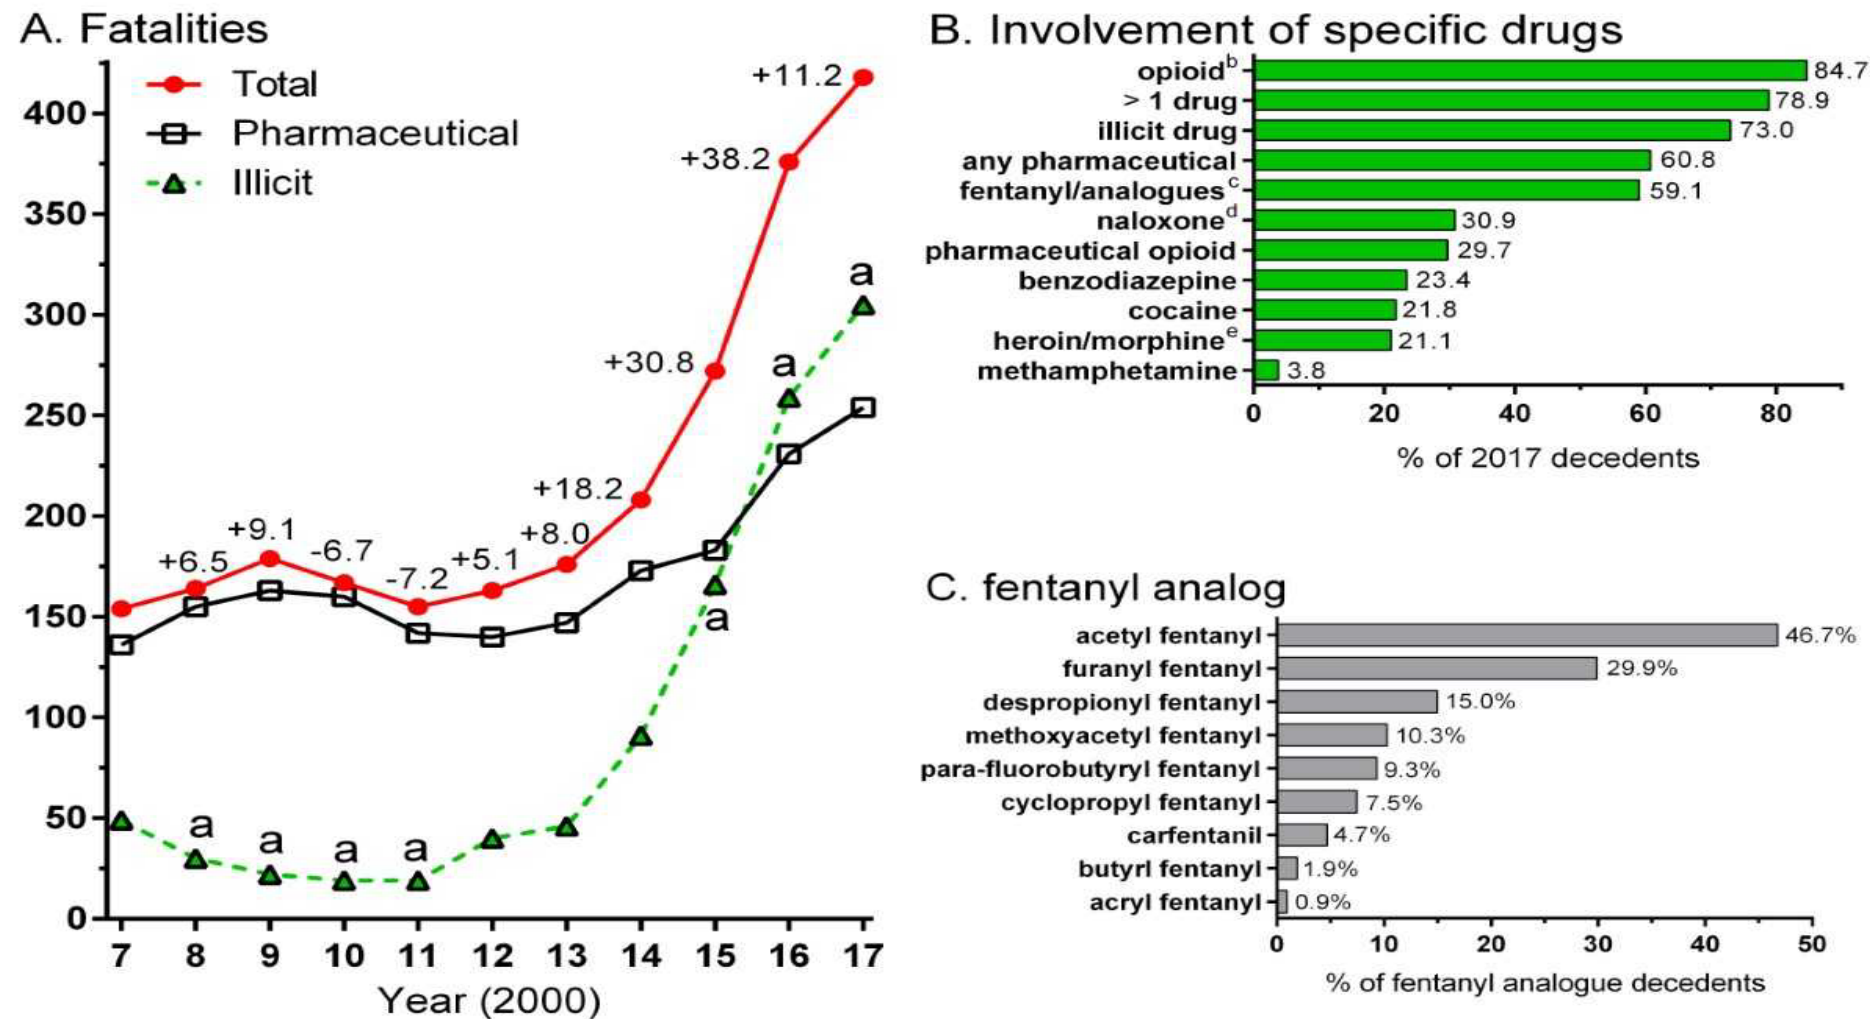 A. Fatalities
Total
Pharmaceutical
Illicit
400
350
300
250
200
150
100
50
0
+6.5
+9.1
-6.7
-7.2
+5.1
+8.0
+18.2
+30.8
+38.2
+11.2
a
a
a
a
a
a
a
7 8 9 10 11 12 13 14 15 16 17
Year (2000)
B. Involvement of specific drugs
opioid^b 84.7
> 1 drug 78.9
illicit drug 73.0
any pharmaceutical 60.8
fentanyl/analogues^c 59.1
naloxone^d 30.9
pharmaceutical opioid 29.7
benzodiazepine 23.4
cocaine 21.8
heroin/morphine^e 21.1
methamphetamine 3.8
0 20 40 60 80
% of 2017 decedents
C. fentanyl analog
acetyl fentanyl 46.7%
furanyl fentanyl 29.9%
despropionyl fentanyl 15.0%
methoxyacetyl fentanyl 10.3%
para-fluorobutyryl fentanyl 9.3%
cyclopropyl fentanyl 7.5%
carfentanil 4.7%
butyrl fentanyl 1.9%
acryl fentanyl 0.9%
0 10 20 30 40 50
% of fentanyl analogue decedents